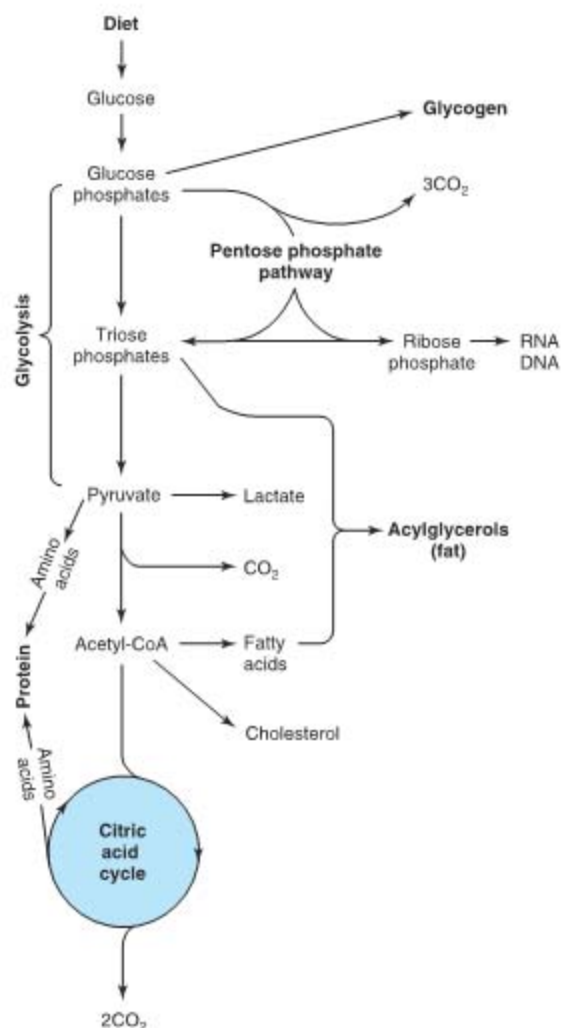 Diet
Glucose
Glycogen
Glucose
phosphates
3CO₂
Pentose phosphate
pathway
Glycolysis
Triose
phosphates
Ribose
phosphate
RNA
DNA
Pyruvate
Lactate
Acylglycerols
(fat)
Amino
acids
CO₂
Acetyl-CoA
Fatty
acids
Protein
Cholesterol
Amino
acids
Citric
acid
cycle
2CO₂